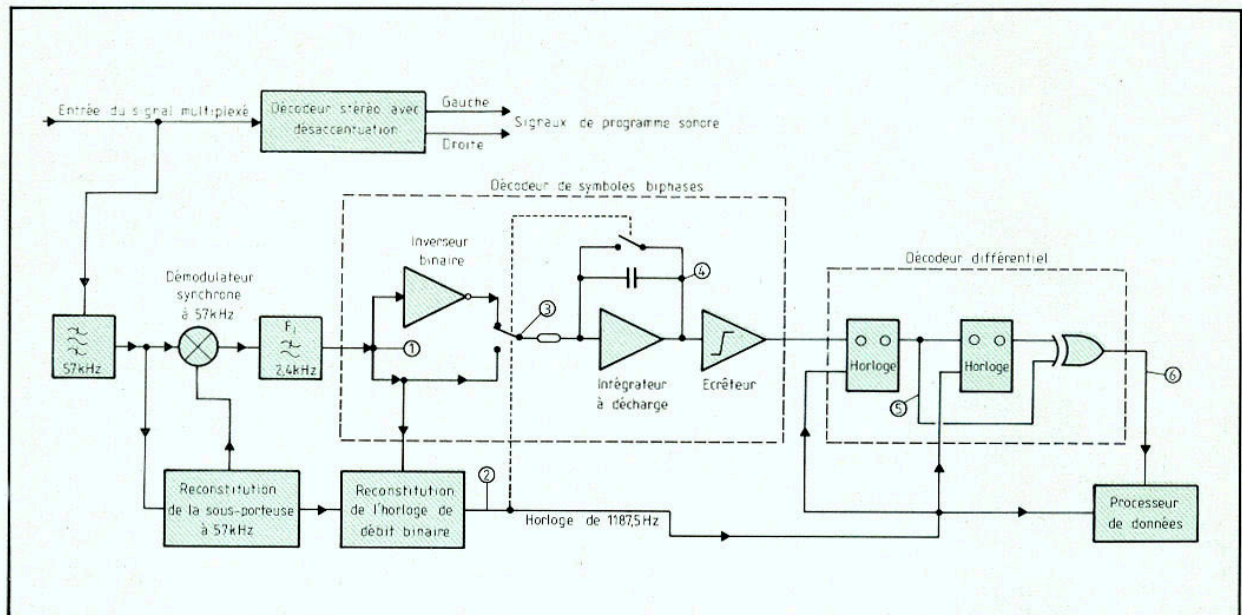 Entrée du signal multiplexé
Décodeur stéréo avec
désaccentuation
Gauche
Droite
Signaux de programme sonore
Décodeur de symboles biphases
Inverseur
binaire
Démodulateur
synchrone
à 57kHz
57kHz
F1
2,4kHz
1
3
4
Intégrateur
à décharge
Ecrêteur
Décodeur différentiel
Horloge
Horloge
5
6
Reconstitution
de la sous-porteuse
à 57kHz
Reconstitution
de l'horloge de
débit binaire
2
Horloge de 1187,5Hz
Processeur
de données